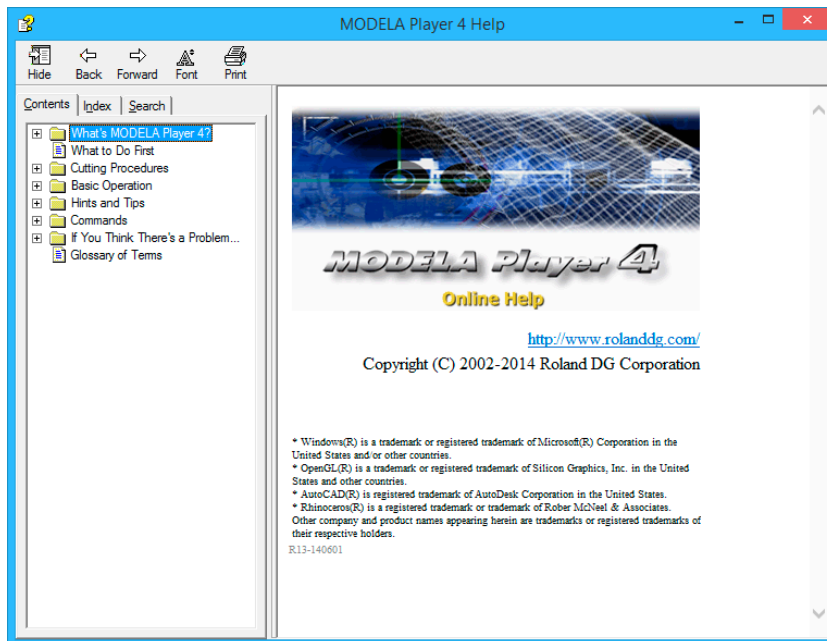 MODELA Player 4 Help
Hide Back Forward Font Print
Contents Index Search
What's MODELA Player 4?
What to Do First
Cutting Procedures
Basic Operation
Hints and Tips
Commands
If You Think There's a Problem...
Glossary of Terms
MODELA Player 4
Online Help
http://www.rolanddg.com/
Copyright (C) 2002-2014 Roland DG Corporation
* Windows(R) is a trademark or registered trademark of Microsoft(R) Corporation in the
United States and/or other countries.
* OpenGL(R) is a trademark or registered trademark of Silicon Graphics, Inc. in the United
States and other countries.
* AutoCAD(R) is registered trademark of AutoDesk Corporation in the United States.
* Rhinoceros(R) is a registered trademark or trademark of Rober McNeel & Associates.
Other company and product names appearing herein are trademarks or registered trademarks of
their respective holders.
R13-140601